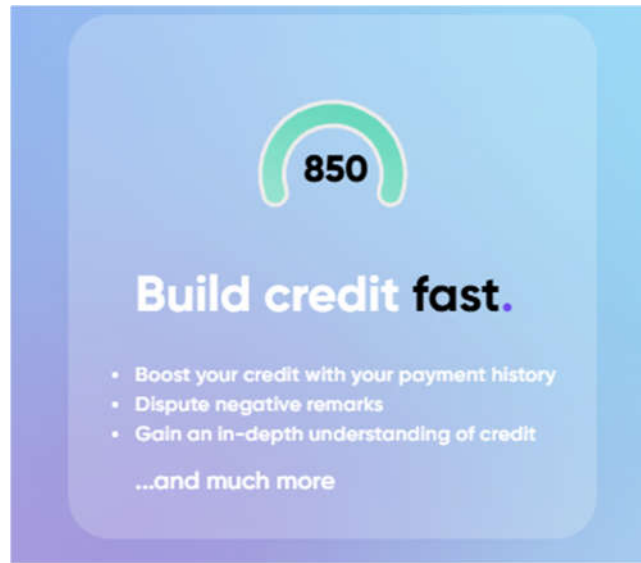 850
Build credit fast.
• Boost your credit with your payment history
• Dispute negative remarks
• Gain an in-depth understanding of credit
...and much more